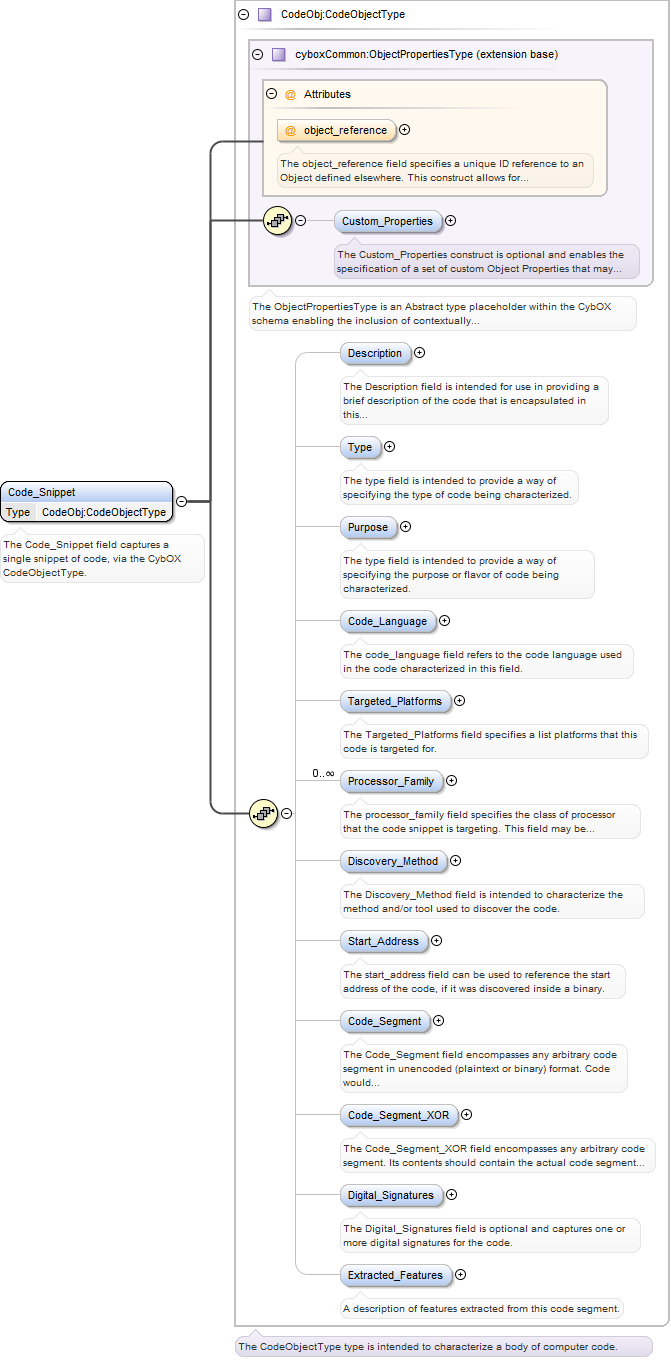 CodeObj:CodeObjectType
cyboxCommon:ObjectPropertiesType (extension base)
@ Attributes
@ object_reference
The object_reference field specifies a unique ID reference to an
Object defined elsewhere. This construct allows for...
Custom_Properties
The Custom_Properties construct is optional and enables the
specification of a set of custom Object Properties that may...
The ObjectPropertiesType is an Abstract type placeholder within the CybOX
schema enabling the inclusion of contextually...
Description
The Description field is intended for use in providing a
brief description of the code that is encapsulated in
this...
Type
The type field is intended to provide a way of
specifying the type of code being characterized.
Code_Snippet
Type CodeObj:CodeObjectType
The Code_Snippet field captures a
single snippet of code, via the CybOX
CodeObjectType.
Purpose
The type field is intended to provide a way of
specifying the purpose or flavor of code being
characterized.
Code_Language
The code_language field refers to the code language used
in the code characterized in this field.
Targeted_Platforms
The Targeted_Platforms field specifies a list platforms that this
code is targeted for.
0..∞
Processor_Family
The processor_family field specifies the class of processor
that the code snippet is targeting. This field may be...
Discovery_Method
The Discovery_Method field is intended to characterize the
method and/or tool used to discover the code.
Start_Address
The start_address field can be used to reference the start
address of the code, if it was discovered inside a binary.
Code_Segment
The Code_Segment field encompasses any arbitrary code
segment in unencoded (plaintext or binary) format. Code
would...
Code_Segment_XOR
The Code_Segment_XOR field encompasses any arbitrary code
segment. Its contents should contain the actual code segment...
Digital_Signatures
The Digital_Signatures field is optional and captures one or
more digital signatures for the code.
Extracted_Features
A description of features extracted from this code segment.
The CodeObjectType type is intended to characterize a body of computer code.